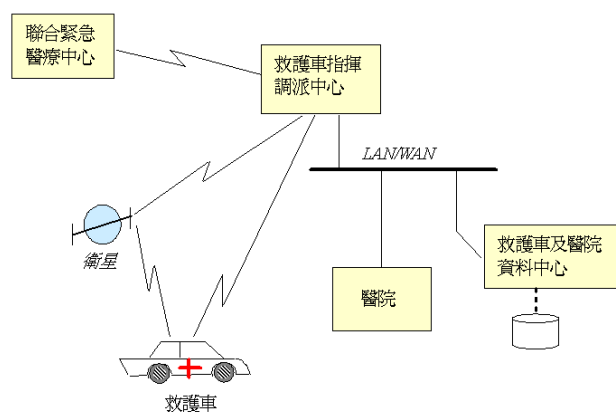 聯合緊急
醫療中心
救護車指揮
調派中心
LAN/WAN
衛星
救護車及醫院
資料中心
醫院
救護車